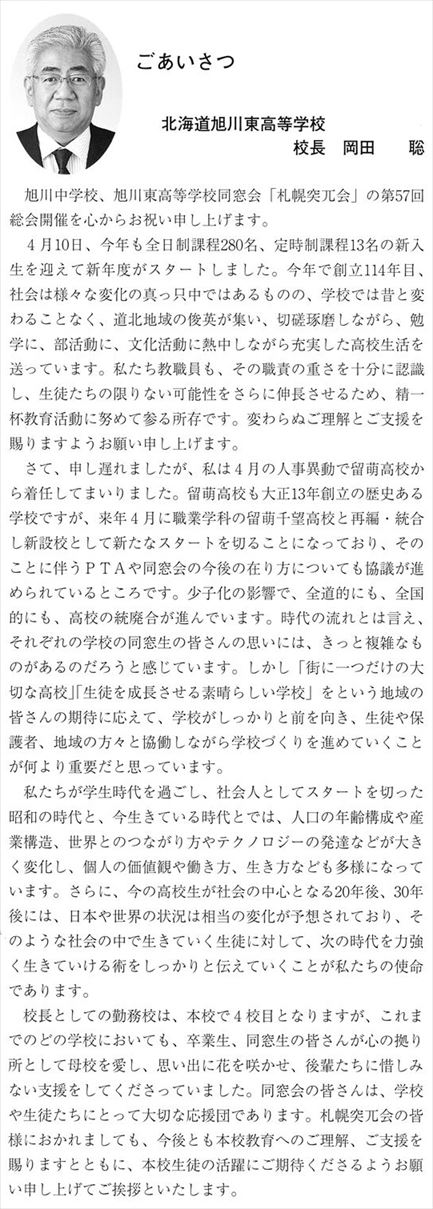 ごあいさつ
北海道旭川東高等学校
校長　岡田　　聡
　旭川中学校、旭川東高等学校同窓会「札幌突兀会」の第57回
総会開催を心からお祝い申し上げます。
　４月10日、今年も全日制課程280名、定時制課程13名の新入
生を迎えて新年度がスタートしました。今年で創立114年目、
社会は様々な変化の真っ只中ではあるものの、学校では昔と変
わることなく、道北地域の俊英が集い、切磋琢磨しながら、勉
学に、部活動に、文化活動に熱中しながら充実した高校生活を
送っています。私たち教職員も、その職責の重さを十分に認識
し、生徒たちの限りない可能性をさらに伸長させるため、精一
杯教育活動に努めて参る所存です。変わらぬご理解とご支援を
賜りますようお願い申し上げます。
　さて、申し遅れましたが、私は４月の人事異動で留萌高校か
ら着任してまいりました。留萌高校も大正13年創立の歴史ある
学校ですが、来年４月に職業学科の留萌千望高校と再編・統合
し新設校として新たなスタートを切ることになっており、その
ことに伴うＰＴＡや同窓会の今後の在り方についても協議が進
められているところです。少子化の影響で、全道的にも、全国
的にも、高校の統廃合が進んでいます。時代の流れとは言え、
それぞれの学校の同窓生の皆さんの思いには、きっと複雑なも
のがあるのだろうと感じています。しかし「街に一つだけの大
切な高校」「生徒を成長させる素晴らしい学校」をという地域の
皆さんの期待に応えて、学校がしっかりと前を向き、生徒や保
護者、地域の方々と協働しながら学校づくりを進めていくこと
が何より重要だと思っています。
　私たちが学生時代を過ごし、社会人としてスタートを切った
昭和の時代と、今生きている時代とでは、人口の年齢構成や産
業構造、世界とのつながり方やテクノロジーの発達などが大き
く変化し、個人の価値観や働き方、生き方なども多様になって
います。さらに、今の高校生が社会の中心となる20年後、30年
後には、日本や世界の状況は相当の変化が予想されており、そ
のような社会の中で生きていく生徒に対して、次の時代を力強
く生きていける術をしっかりと伝えていくことが私たちの使命
であります。
　校長としての勤務校は、本校で４校目となりますが、これま
でのどの学校においても、卒業生、同窓生の皆さんが心の拠り
所として母校を愛し、思い出に花を咲かせ、後輩たちに惜しみ
ない支援をしてくださっていました。同窓会の皆さんは、学校
や生徒たちにとって大切な応援団であります。札幌突兀会の皆
様におかれましても、今後とも本校教育へのご理解、ご支援を
賜りますとともに、本校生徒の活躍にご期待くださるようお願
い申し上げてご挨拶といたします。